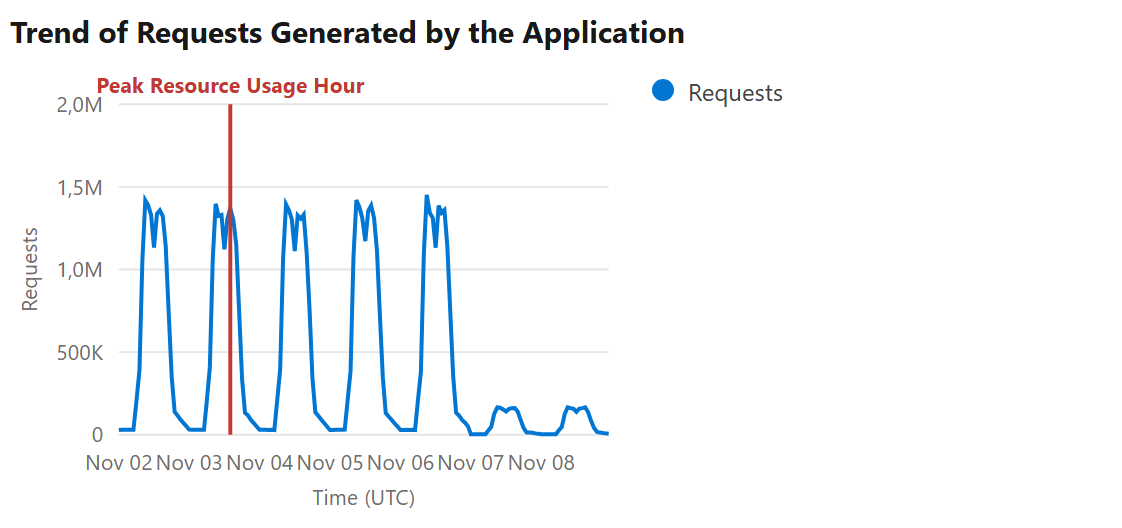 Trend of Requests Generated by the Application
Peak Resource Usage Hour
Requests
2,0M
1,5M
1,0M
500K
0
Requests
Nov 02 Nov 03 Nov 04 Nov 05 Nov 06 Nov 07 Nov 08
Time (UTC)